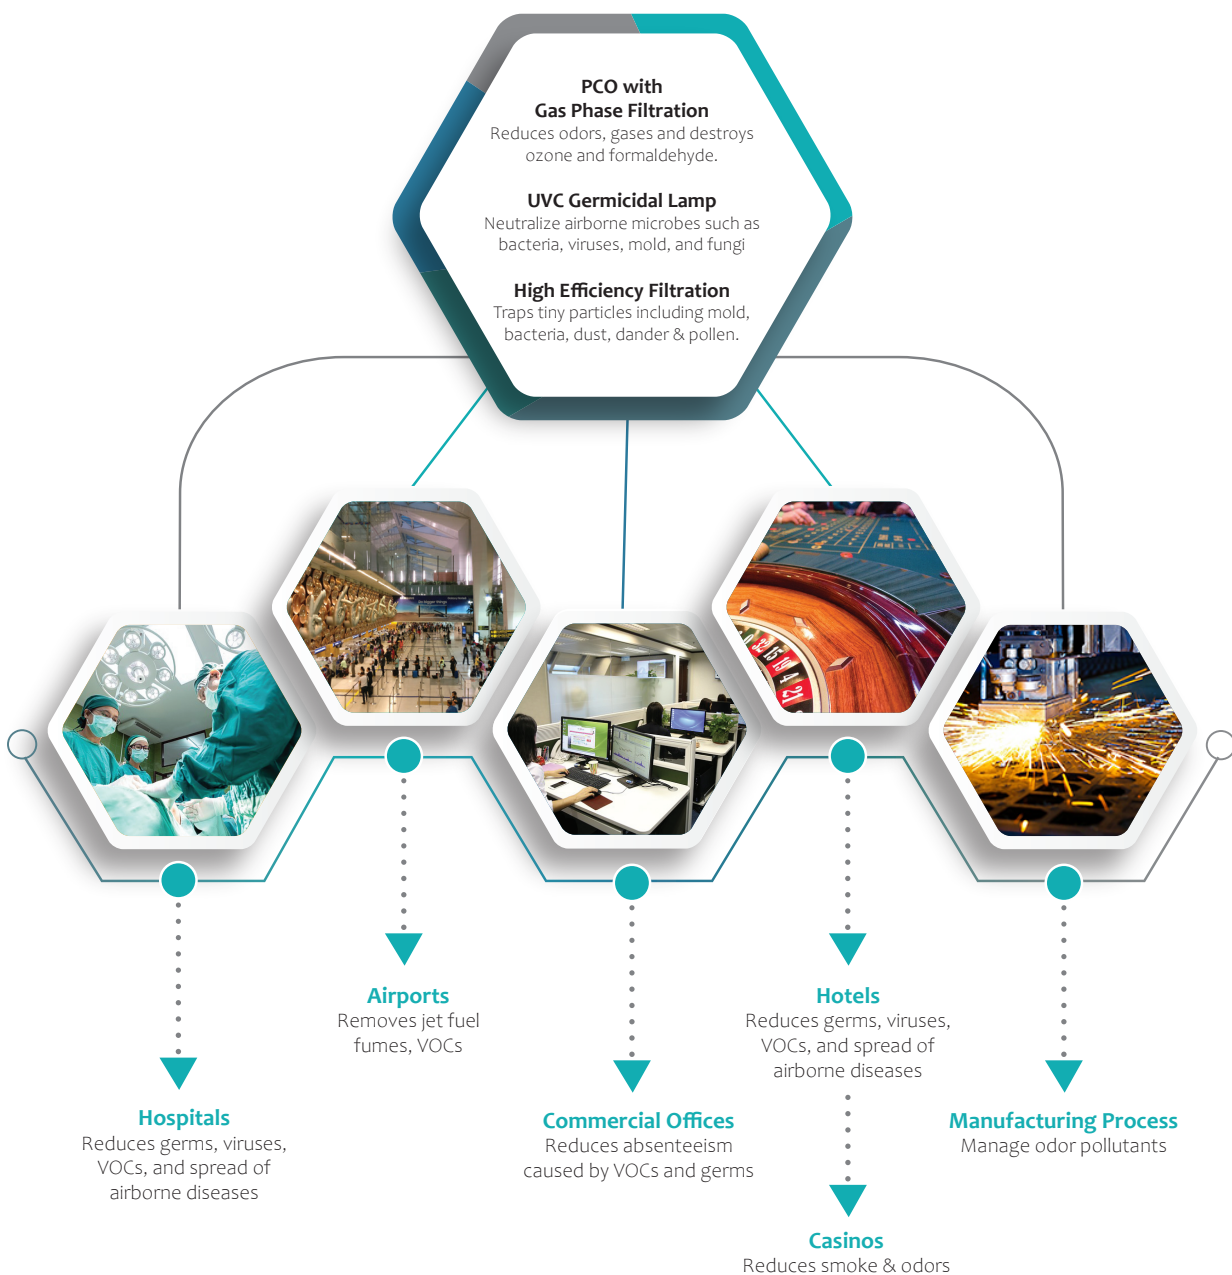 PCO with
Gas Phase Filtration
Reduces odors, gases and destroys
ozone and formaldehyde.
UVC Germicidal Lamp
Neutralize airborne microbes such as
bacteria, viruses, mold, and fungi
High Efficiency Filtration
Traps tiny particles including mold,
bacteria, dust, dander & pollen.
Airports
Removes jet fuel
fumes, VOCs
Hotels
Reduces germs, viruses,
VOCs, and spread of
airborne diseases
Hospitals
Reduces germs, viruses,
VOCs, and spread of
airborne diseases
Commercial Offices
Reduces absenteeism
caused by VOCs and germs
Manufacturing Process
Manage odor pollutants
Casinos
Reduces smoke & odors